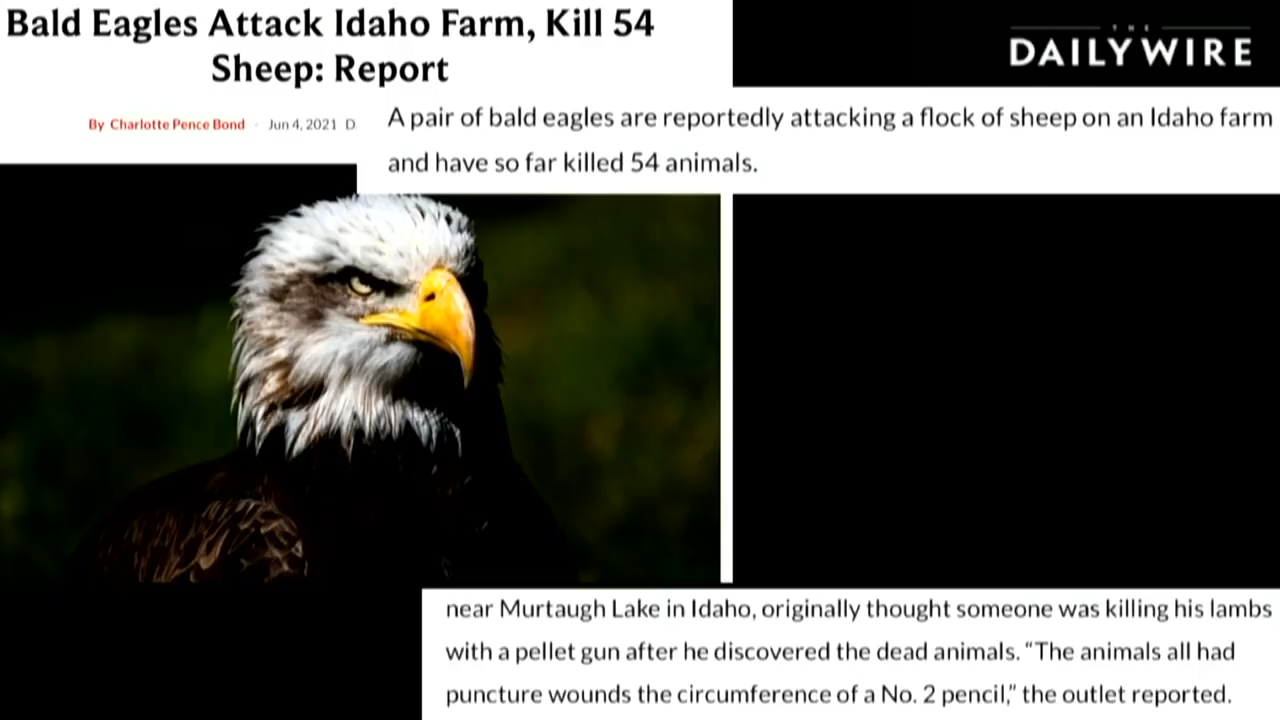 Bald Eagles Attack Idaho Farm, Kill 54
Sheep: Report
THE
DAILY WIRE
By Charlotte Pence Bond · Jun 4, 2021 D
A pair of bald eagles are reportedly attacking a flock of sheep on an Idaho farm
and have so far killed 54 animals.
near Murtaugh Lake in Idaho, originally thought someone was killing his lambs
with a pellet gun after he discovered the dead animals. “The animals all had
puncture wounds the circumference of a No. 2 pencil,” the outlet reported.